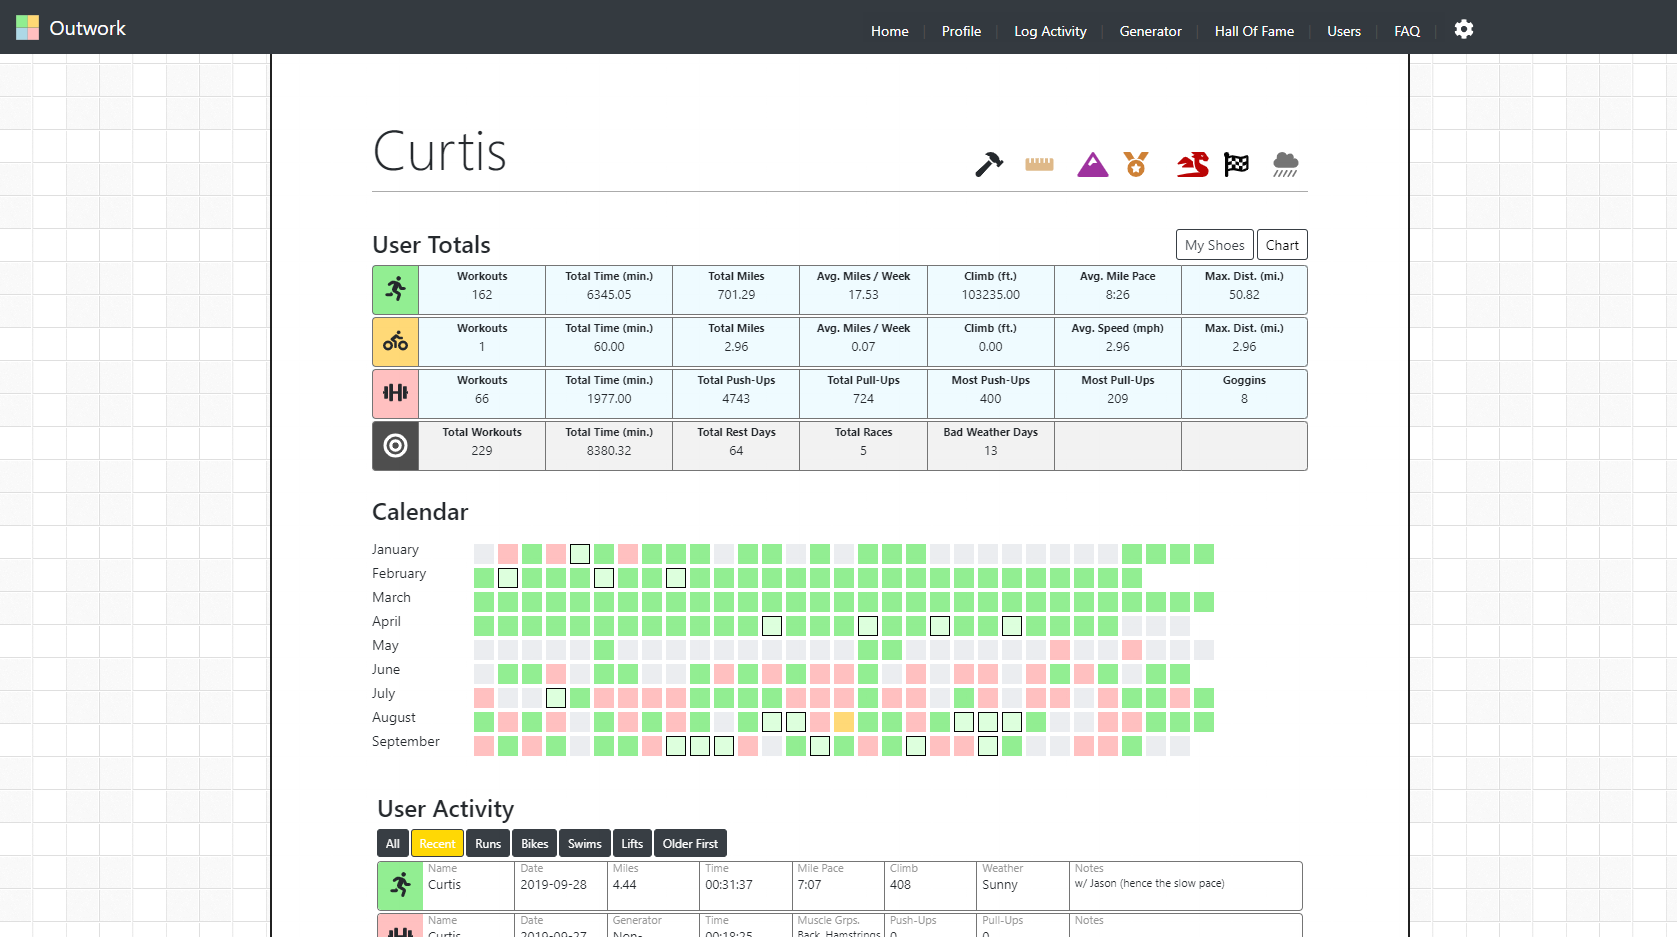 Outwork
Home Profile Log Activity Generator Hall Of Fame Users FAQ
Curtis
User Totals
My Shoes Chart
Workouts Total Time (min.) Total Miles Avg. Miles / Week Climb (ft.) Avg. Mile Pace Max. Dist. (mi.)
162 6345.05 701.29 17.53 103235.00 8:26 50.82
Workouts Total Time (min.) Total Miles Avg. Miles / Week Climb (ft.) Avg. Speed (mph) Max. Dist. (mi.)
1 60.00 2.96 0.07 0.00 2.96 2.96
Workouts Total Time (min.) Total Push-Ups Total Pull-Ups Most Push-Ups Most Pull-Ups Goggins
66 1977.00 4743 724 400 209 8
Total Workouts Total Time (min.) Total Rest Days Total Races Bad Weather Days
229 8380.32 64 5 13
Calendar
January
February
March
April
May
June
July
August
September
User Activity
All Recent Runs Bikes Swims Lifts Older First
Name Date Miles Time Mile Pace Climb Weather Notes
Curtis 2019-09-28 4.44 00:31:37 7:07 408 Sunny w/ Jason (hence the slow pace)
Name Date Generator Time Muscle Grps. Push-Ups Pull-Ups Notes
Curtis 2019-09-27 Non- 00:18:25 Back, Hamstrings 0 0